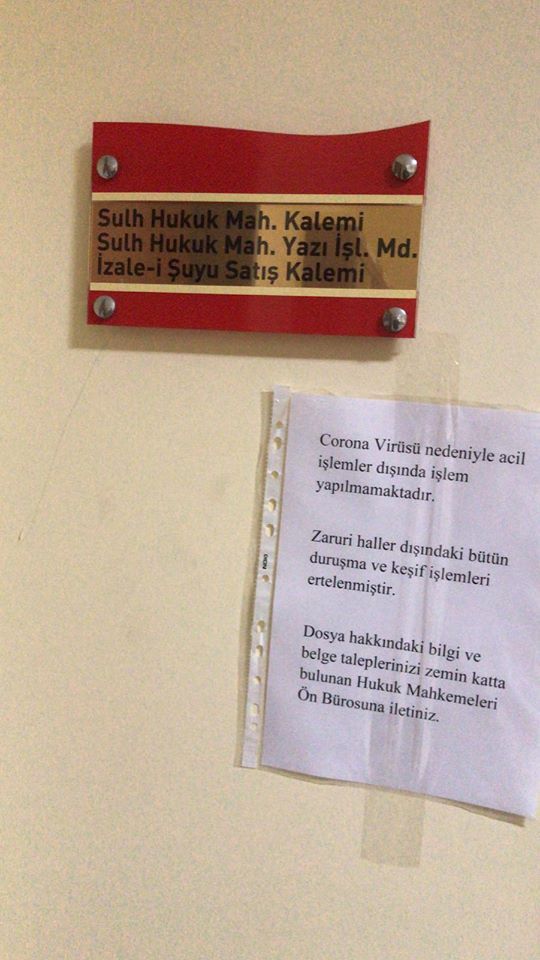 Sulh Hukuk Mah. Kalemi
Sulh Hukuk Mah. Yazı İşl. Md.
İzale-i Şuyu Satış Kalemi
Corona Virüsü nedeniyle acil
işlemler dışında işlem
yapılmamaktadır.
Zaruri haller dışındaki bütün
duruşma ve keşif işlemleri
ertelenmiştir.
Dosya hakkındaki bilgi ve
belge taleplerinizi zemin katta
bulunan Hukuk Mahkemeleri
Ön Bürosuna iletiniz.